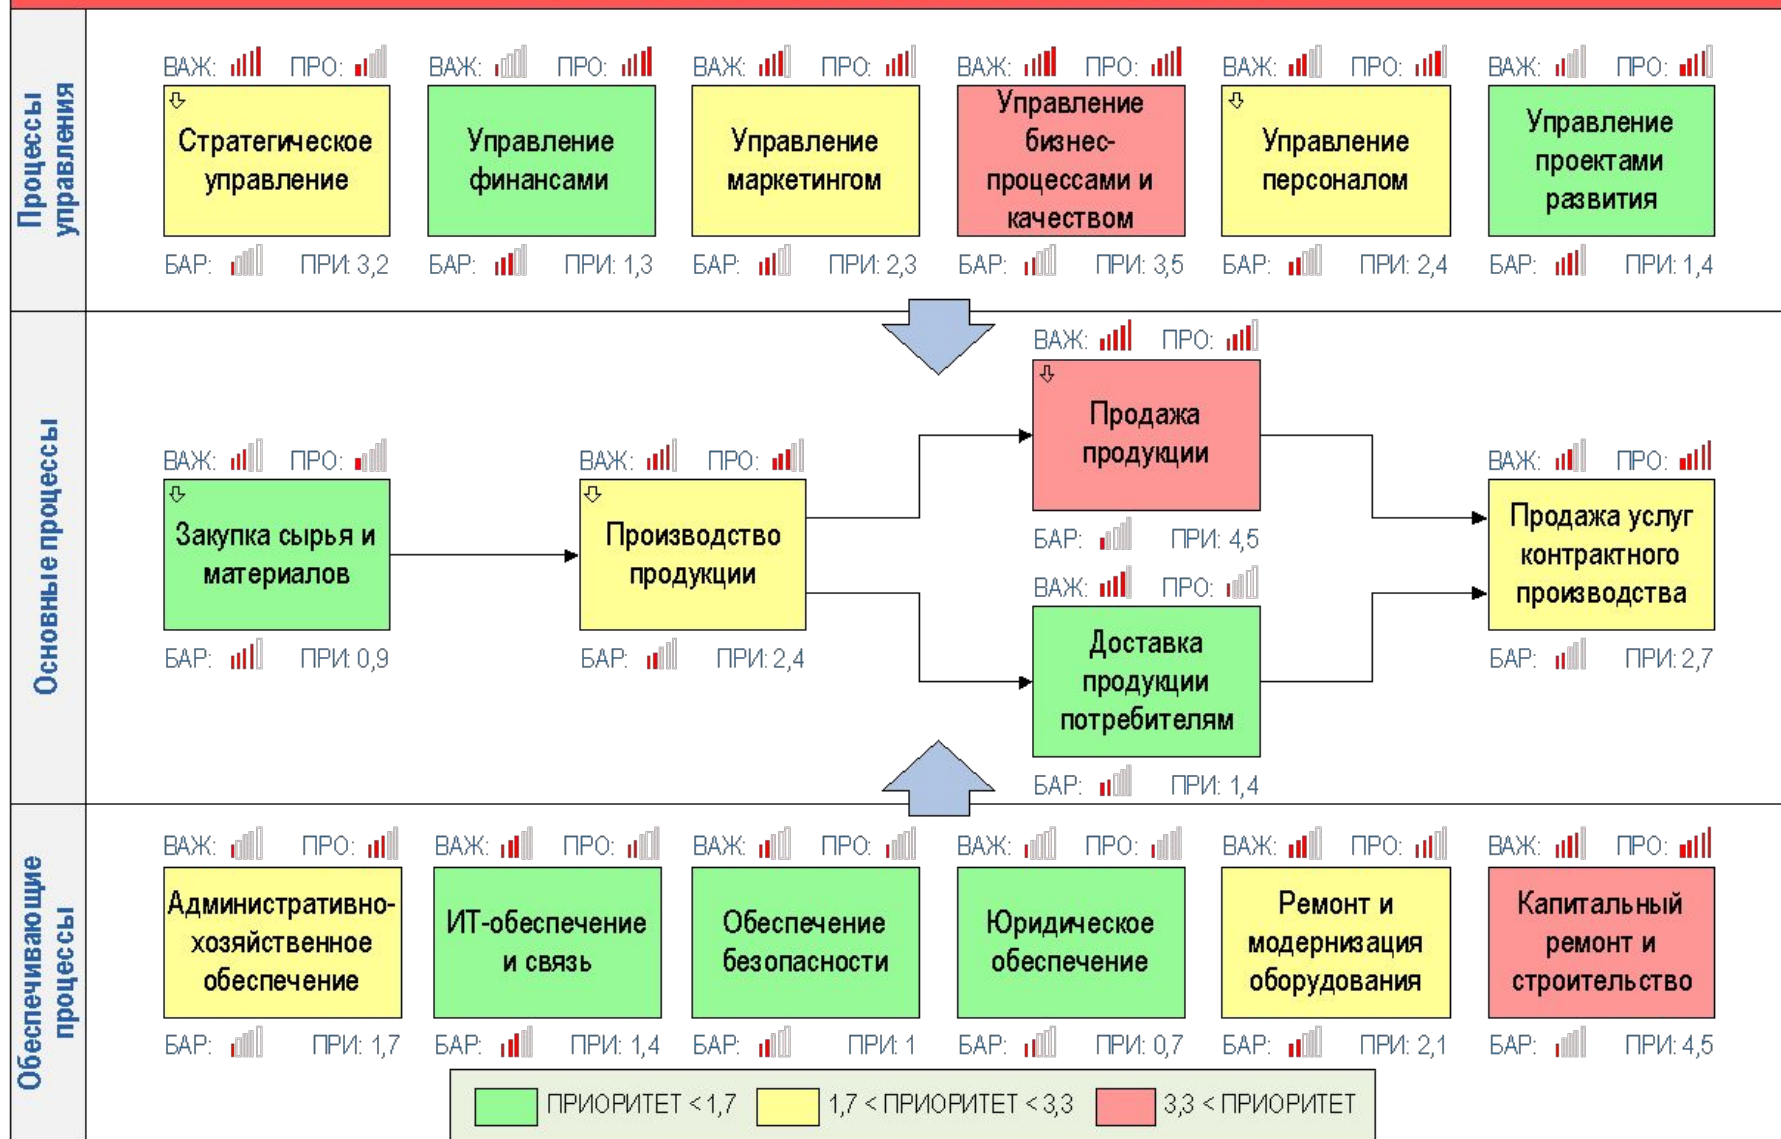 Процессы
управления
ВАЖ: ПРО: ВАЖ: ПРО: ВАЖ: ПРО: ВАЖ: ПРО: ВАЖ: ПРО: ВАЖ: ПРО:
Стратегическое
управление
БАР: ПРИ: 3,2
Управление
финансами
БАР: ПРИ: 1,3
Управление
маркетингом
БАР: ПРИ: 2,3
Управление
бизнес-
процессами и
качеством
БАР: ПРИ: 3,5
Управление
персоналом
БАР: ПРИ: 2,4
Управление
проектами
развития
БАР: ПРИ: 1,4
Основные процессы
ВАЖ: ПРО:
Закупка сырья и
материалов
БАР: ПРИ: 0,9
ВАЖ: ПРО:
Производство
продукции
БАР: ПРИ: 2,4
ВАЖ: ПРО:
Продажа
продукции
БАР: ПРИ: 4,5
ВАЖ: ПРО:
Доставка
продукции
потребителям
БАР: ПРИ: 1,4
ВАЖ: ПРО:
Продажа услуг
контрактного
производства
БАР: ПРИ: 2,7
Обеспечивающие
процессы
ВАЖ: ПРО: ВАЖ: ПРО: ВАЖ: ПРО: ВАЖ: ПРО: ВАЖ: ПРО: ВАЖ: ПРО:
Административно-
хозяйственное
обеспечение
БАР: ПРИ: 1,7
ИТ-обеспечение
и связь
БАР: ПРИ: 1,4
Обеспечение
безопасности
БАР: ПРИ: 1
Юридическое
обеспечение
БАР: ПРИ: 0,7
Ремонт и
модернизация
оборудования
БАР: ПРИ: 2,1
Капитальный
ремонт и
строительство
БАР: ПРИ: 4,5
ПРИОРИТЕТ < 1,7 1,7 < ПРИОРИТЕТ < 3,3 3,3 < ПРИОРИТЕТ